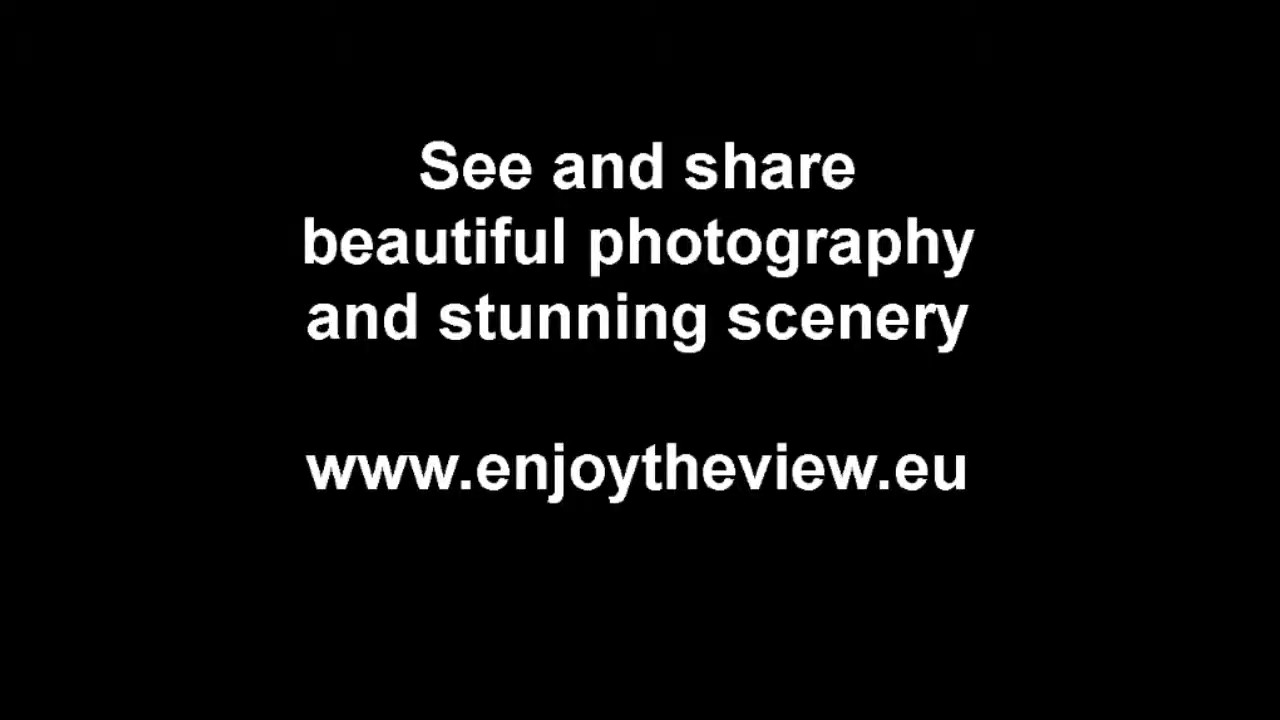 See and share
beautiful photography
and stunning scenery
www.enjoytheview.eu